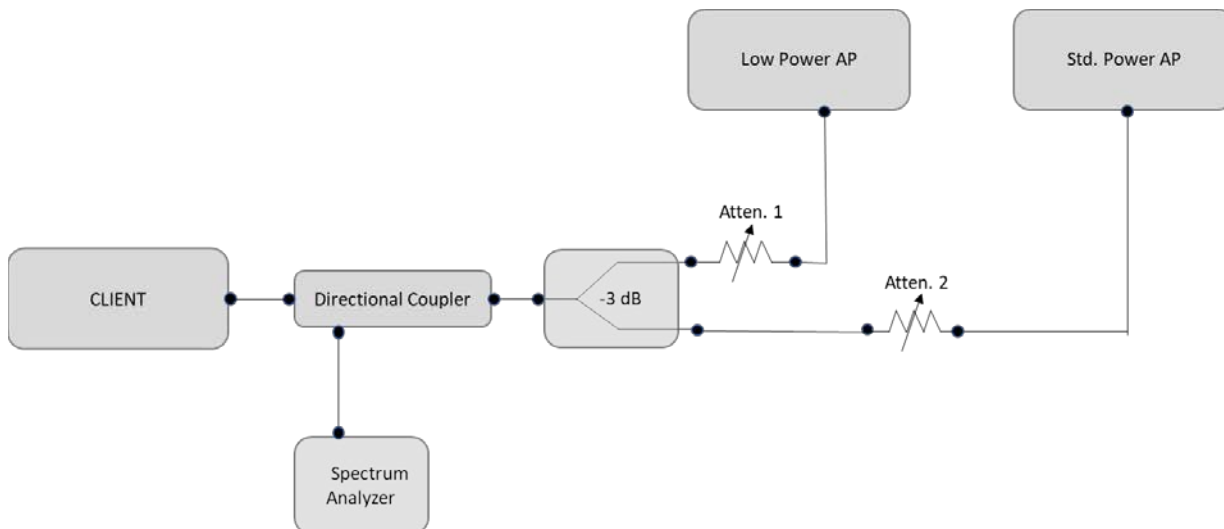 Low Power AP
Std. Power AP
Atten. 1
Atten. 2
CLIENT
Directional Coupler
-3 dB
Spectrum
Analyzer